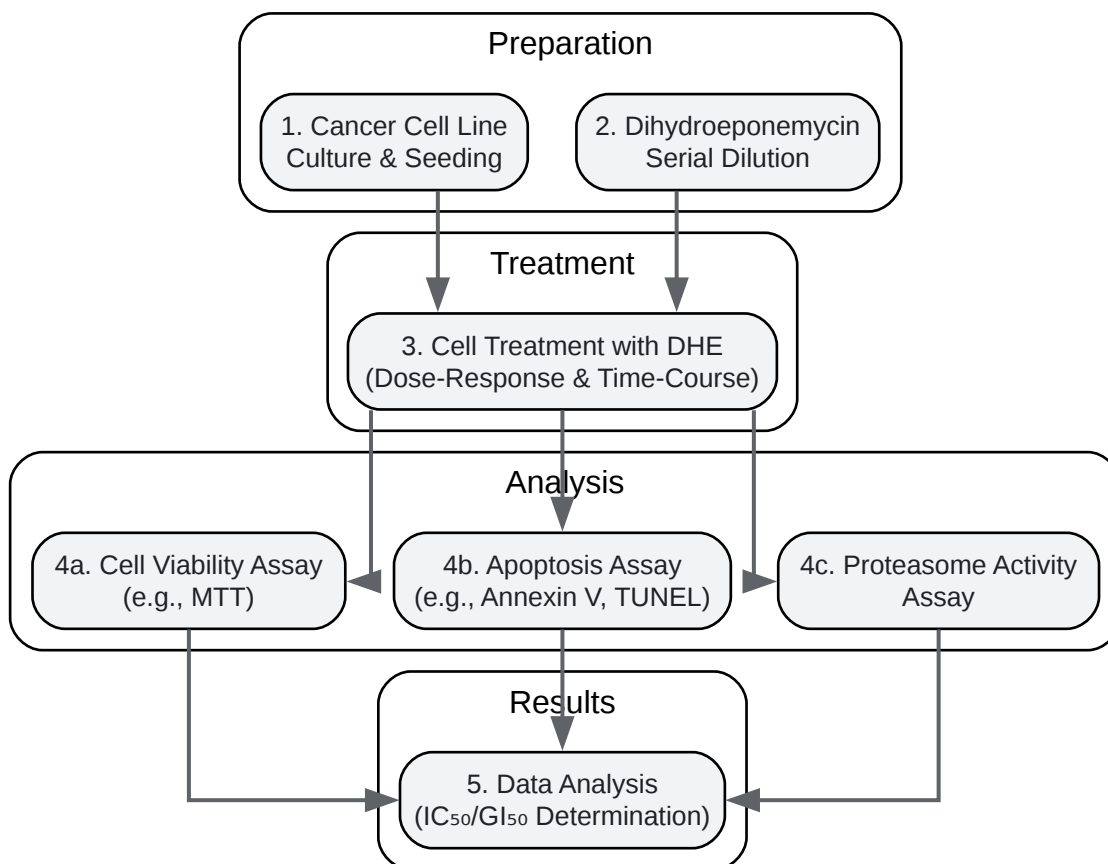 Preparation
1. Cancer Cell Line
Culture & Seeding
2. Dihydroeponemycin
Serial Dilution
Treatment
3. Cell Treatment with DHE
(Dose-Response & Time-Course)
Analysis
4a. Cell Viability Assay
(e.g., MTT)
4b. Apoptosis Assay
(e.g., Annexin V, TUNEL)
4c. Proteasome Activity
Assay
Results
5. Data Analysis
(IC₅₀/GI₅₀ Determination)